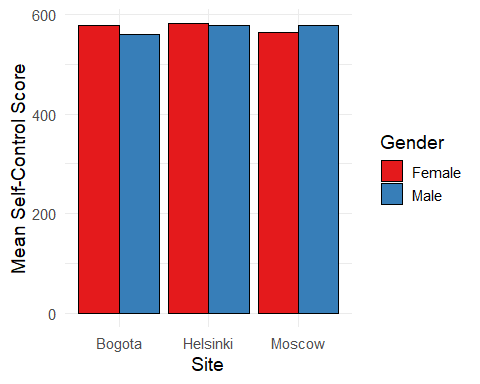 Mean Self-Control Score
600
400
200
0
Bogota
Helsinki
Moscow
Site
Gender
Female
Male